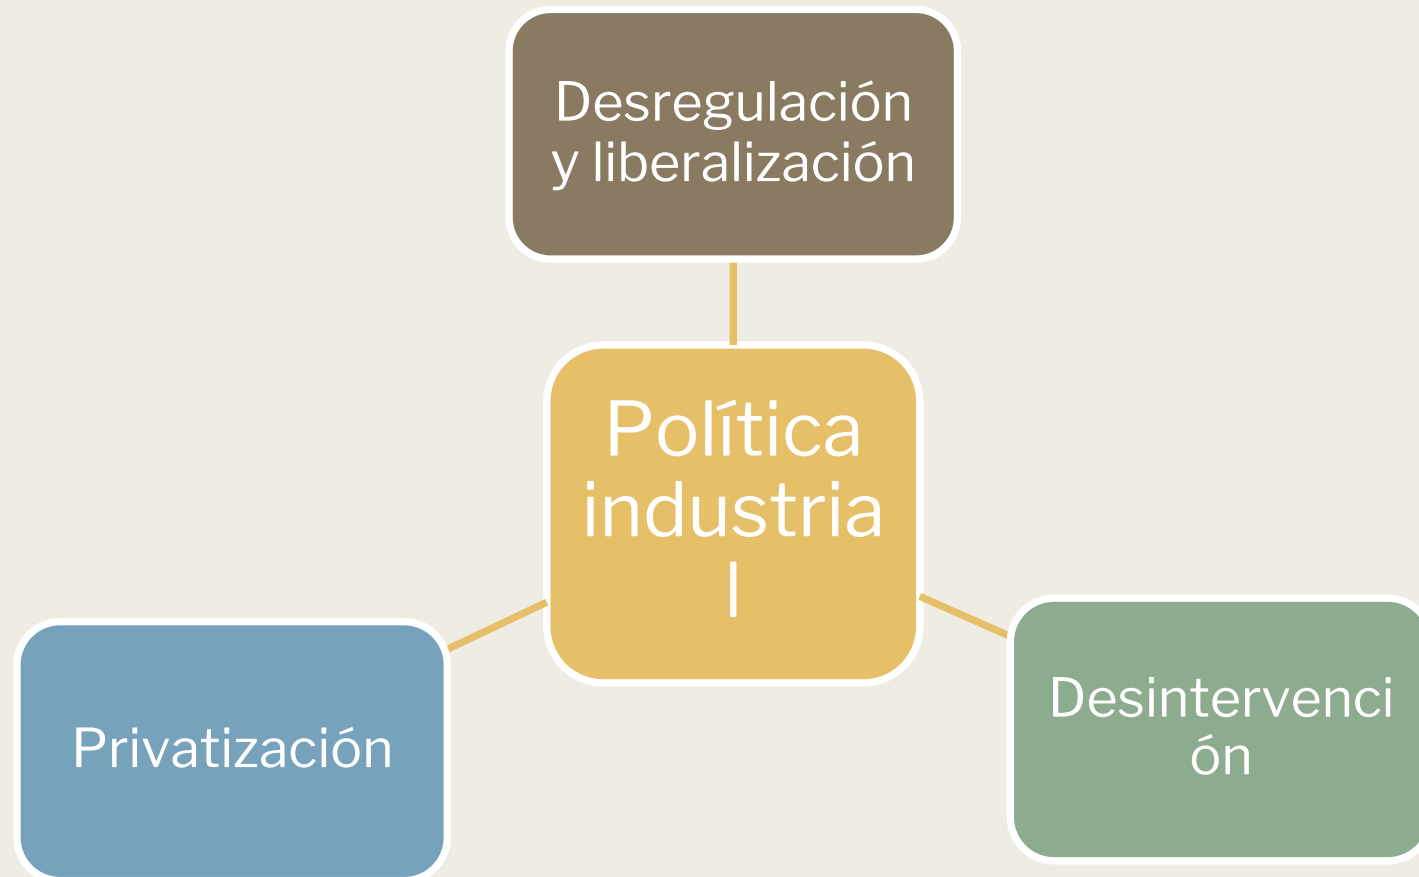 Desregulación
y liberalización
Política
industria
l
Privatización
Desintervenci
ón